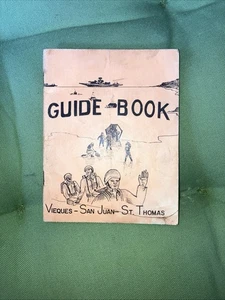 GUIDE BOOK
VIEQUES - SAN JUAN - ST. THOMAS